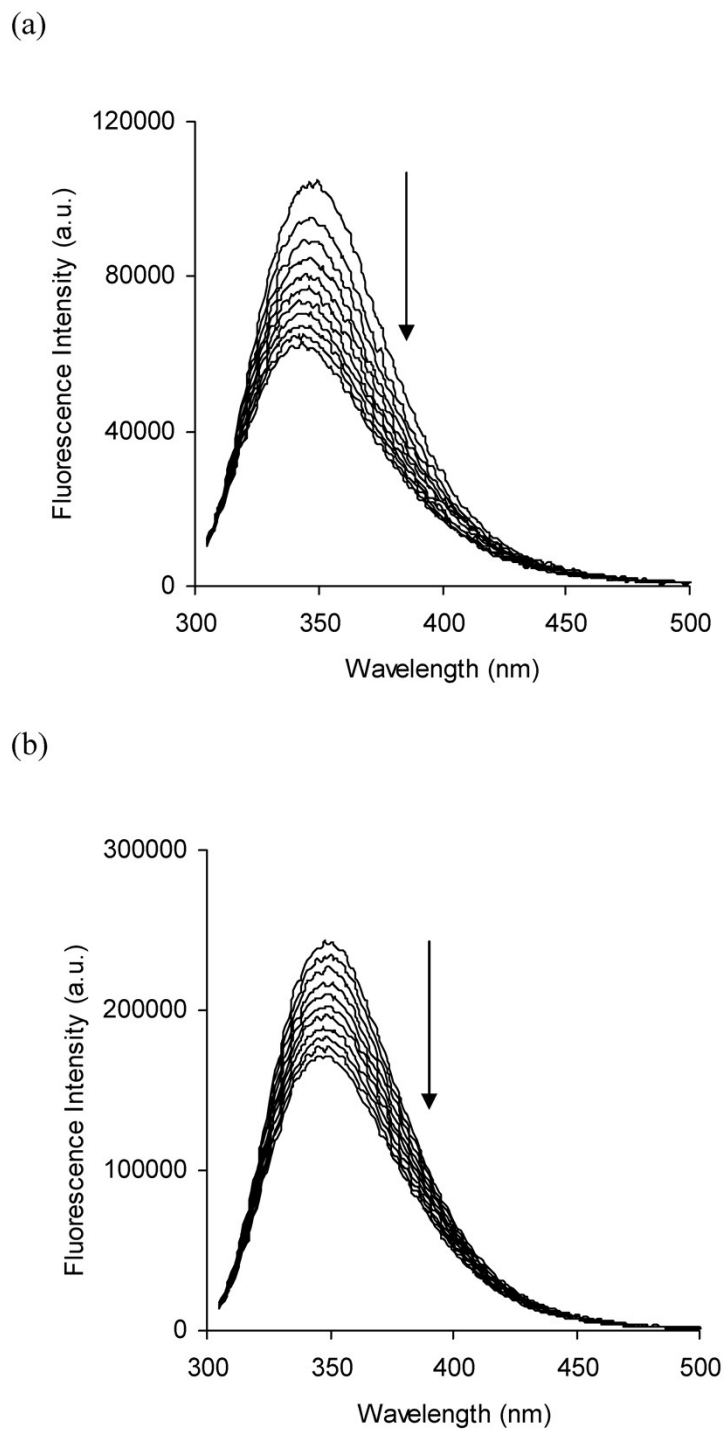 (a)
120000
80000
40000
0
Fluorescence Intensity (a.u.)
300 350 400 450 500
Wavelength (nm)
(b)
300000
200000
100000
0
Fluorescence Intensity (a.u.)
300 350 400 450 500
Wavelength (nm)